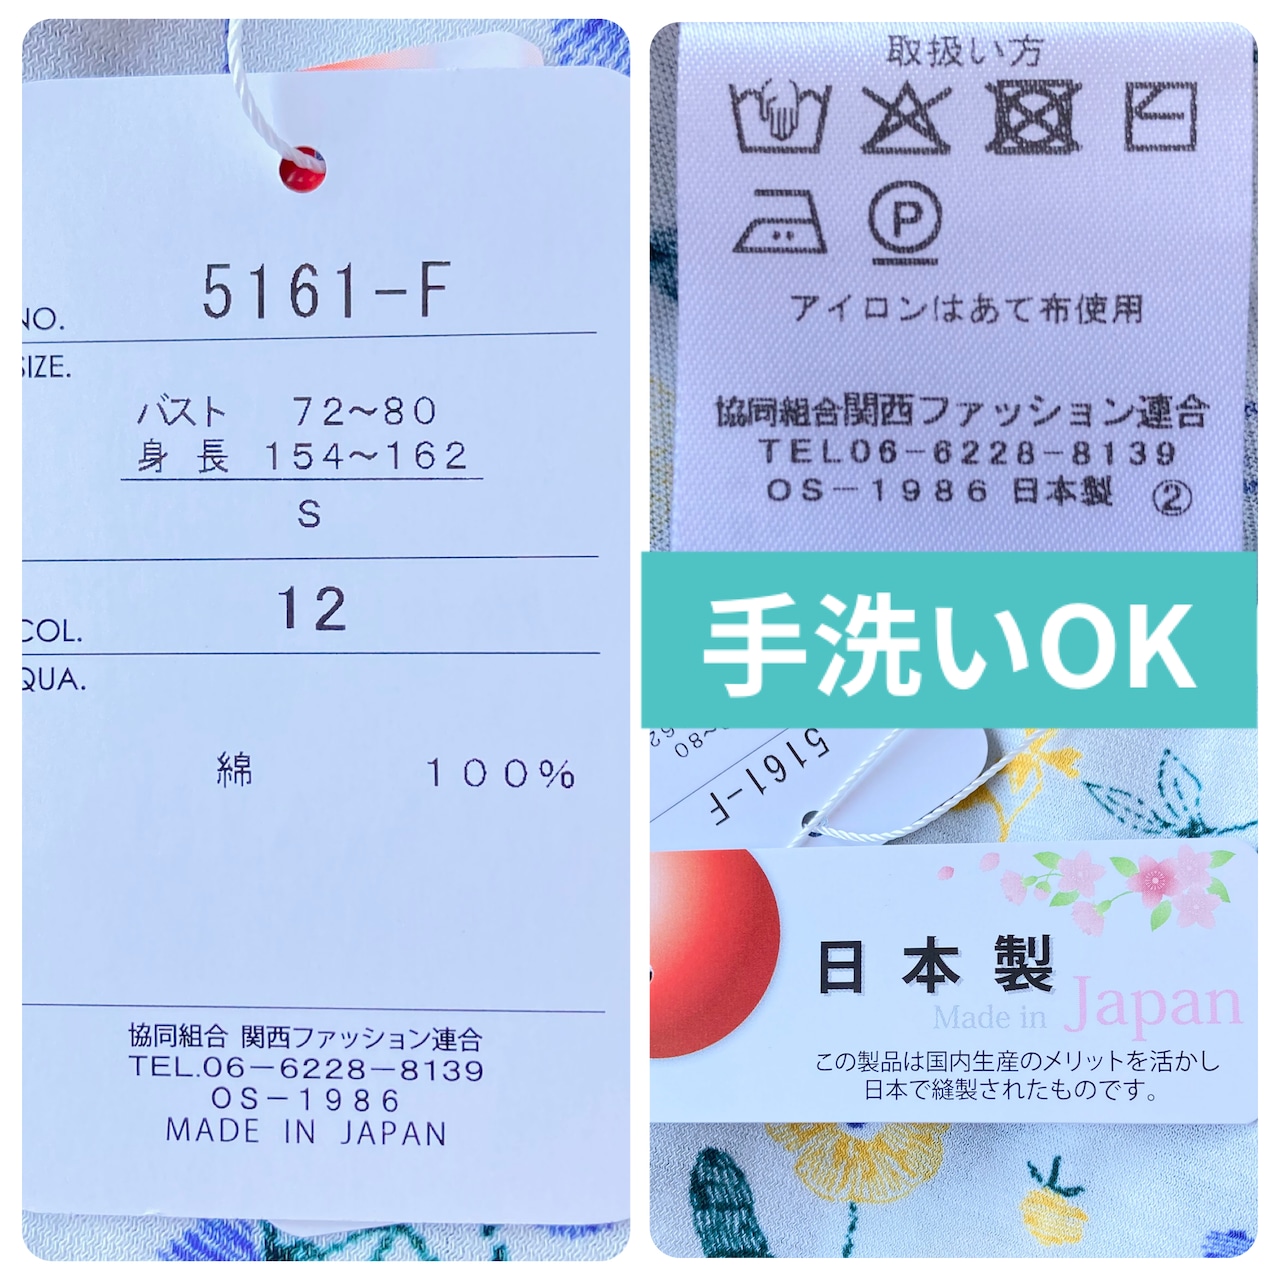 NO.
5161-F
SIZE.
バスト 72～80
身長 154～162
S
COL.
12
QUA.
綿 100%
協同組合 関西ファッション連合
TEL.06－6228－8139
OS－1986
MADE IN JAPAN
取扱い方
P
アイロンはあて布使用
協同組合関西ファッション連合
TEL06－6228－8139
OS－1986 日本製 ②
手洗いOK
5161-F
日本製
Made in Japan
この製品は国内生産のメリットを活かし
日本で縫製されたものです。